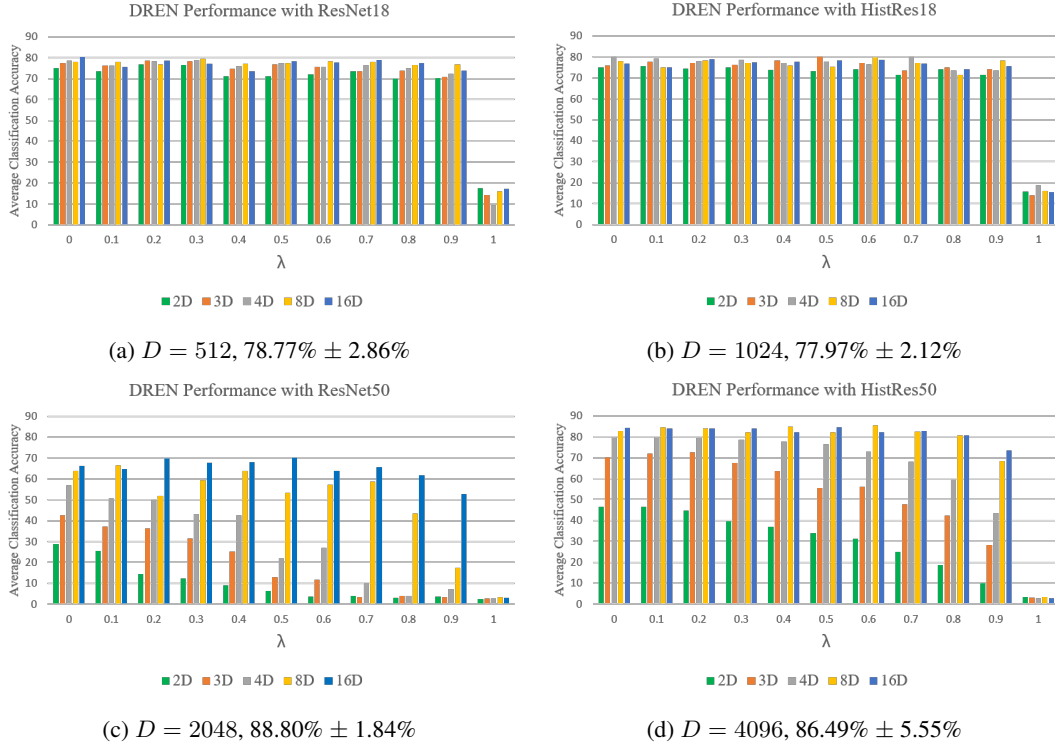 DREN Performance with ResNet18
Average Classification Accuracy
90
80
70
60
50
40
30
20
10
0
0 0.1 0.2 0.3 0.4 0.5 0.6 0.7 0.8 0.9 1
λ
2D 3D 4D 8D 16D
(a) D = 512, 78.77% ± 2.86%
DREN Performance with HistRes18
Average Classification Accuracy
90
80
70
60
50
40
30
20
10
0
0 0.1 0.2 0.3 0.4 0.5 0.6 0.7 0.8 0.9 1
λ
2D 3D 4D 8D 16D
(b) D = 1024, 77.97% ± 2.12%
DREN Performance with ResNet50
Average Classification Accuracy
90
80
70
60
50
40
30
20
10
0
0 0.1 0.2 0.3 0.4 0.5 0.6 0.7 0.8 0.9 1
λ
2D 3D 4D 8D 16D
(c) D = 2048, 88.80% ± 1.84%
DREN Performance with HistRes50
Average Classification Accuracy
90
80
70
60
50
40
30
20
10
0
0 0.1 0.2 0.3 0.4 0.5 0.6 0.7 0.8 0.9 1
λ
2D 3D 4D 8D 16D
(d) D = 4096, 86.49% ± 5.55%